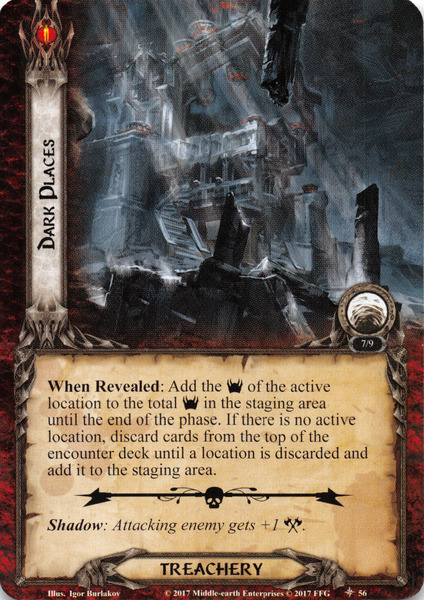 DARK PLACES
7/9
When Revealed: Add the of the active
location to the total in the staging area
until the end of the phase. If there is no active
location, discard cards from the top of the
encounter deck until a location is discarded and
add it to the staging area.
Shadow: Attacking enemy gets +1 .
TREACHERY
Illus. Igor Burlakov © 2017 Middle-earth Enterprises © 2017 FFG 56